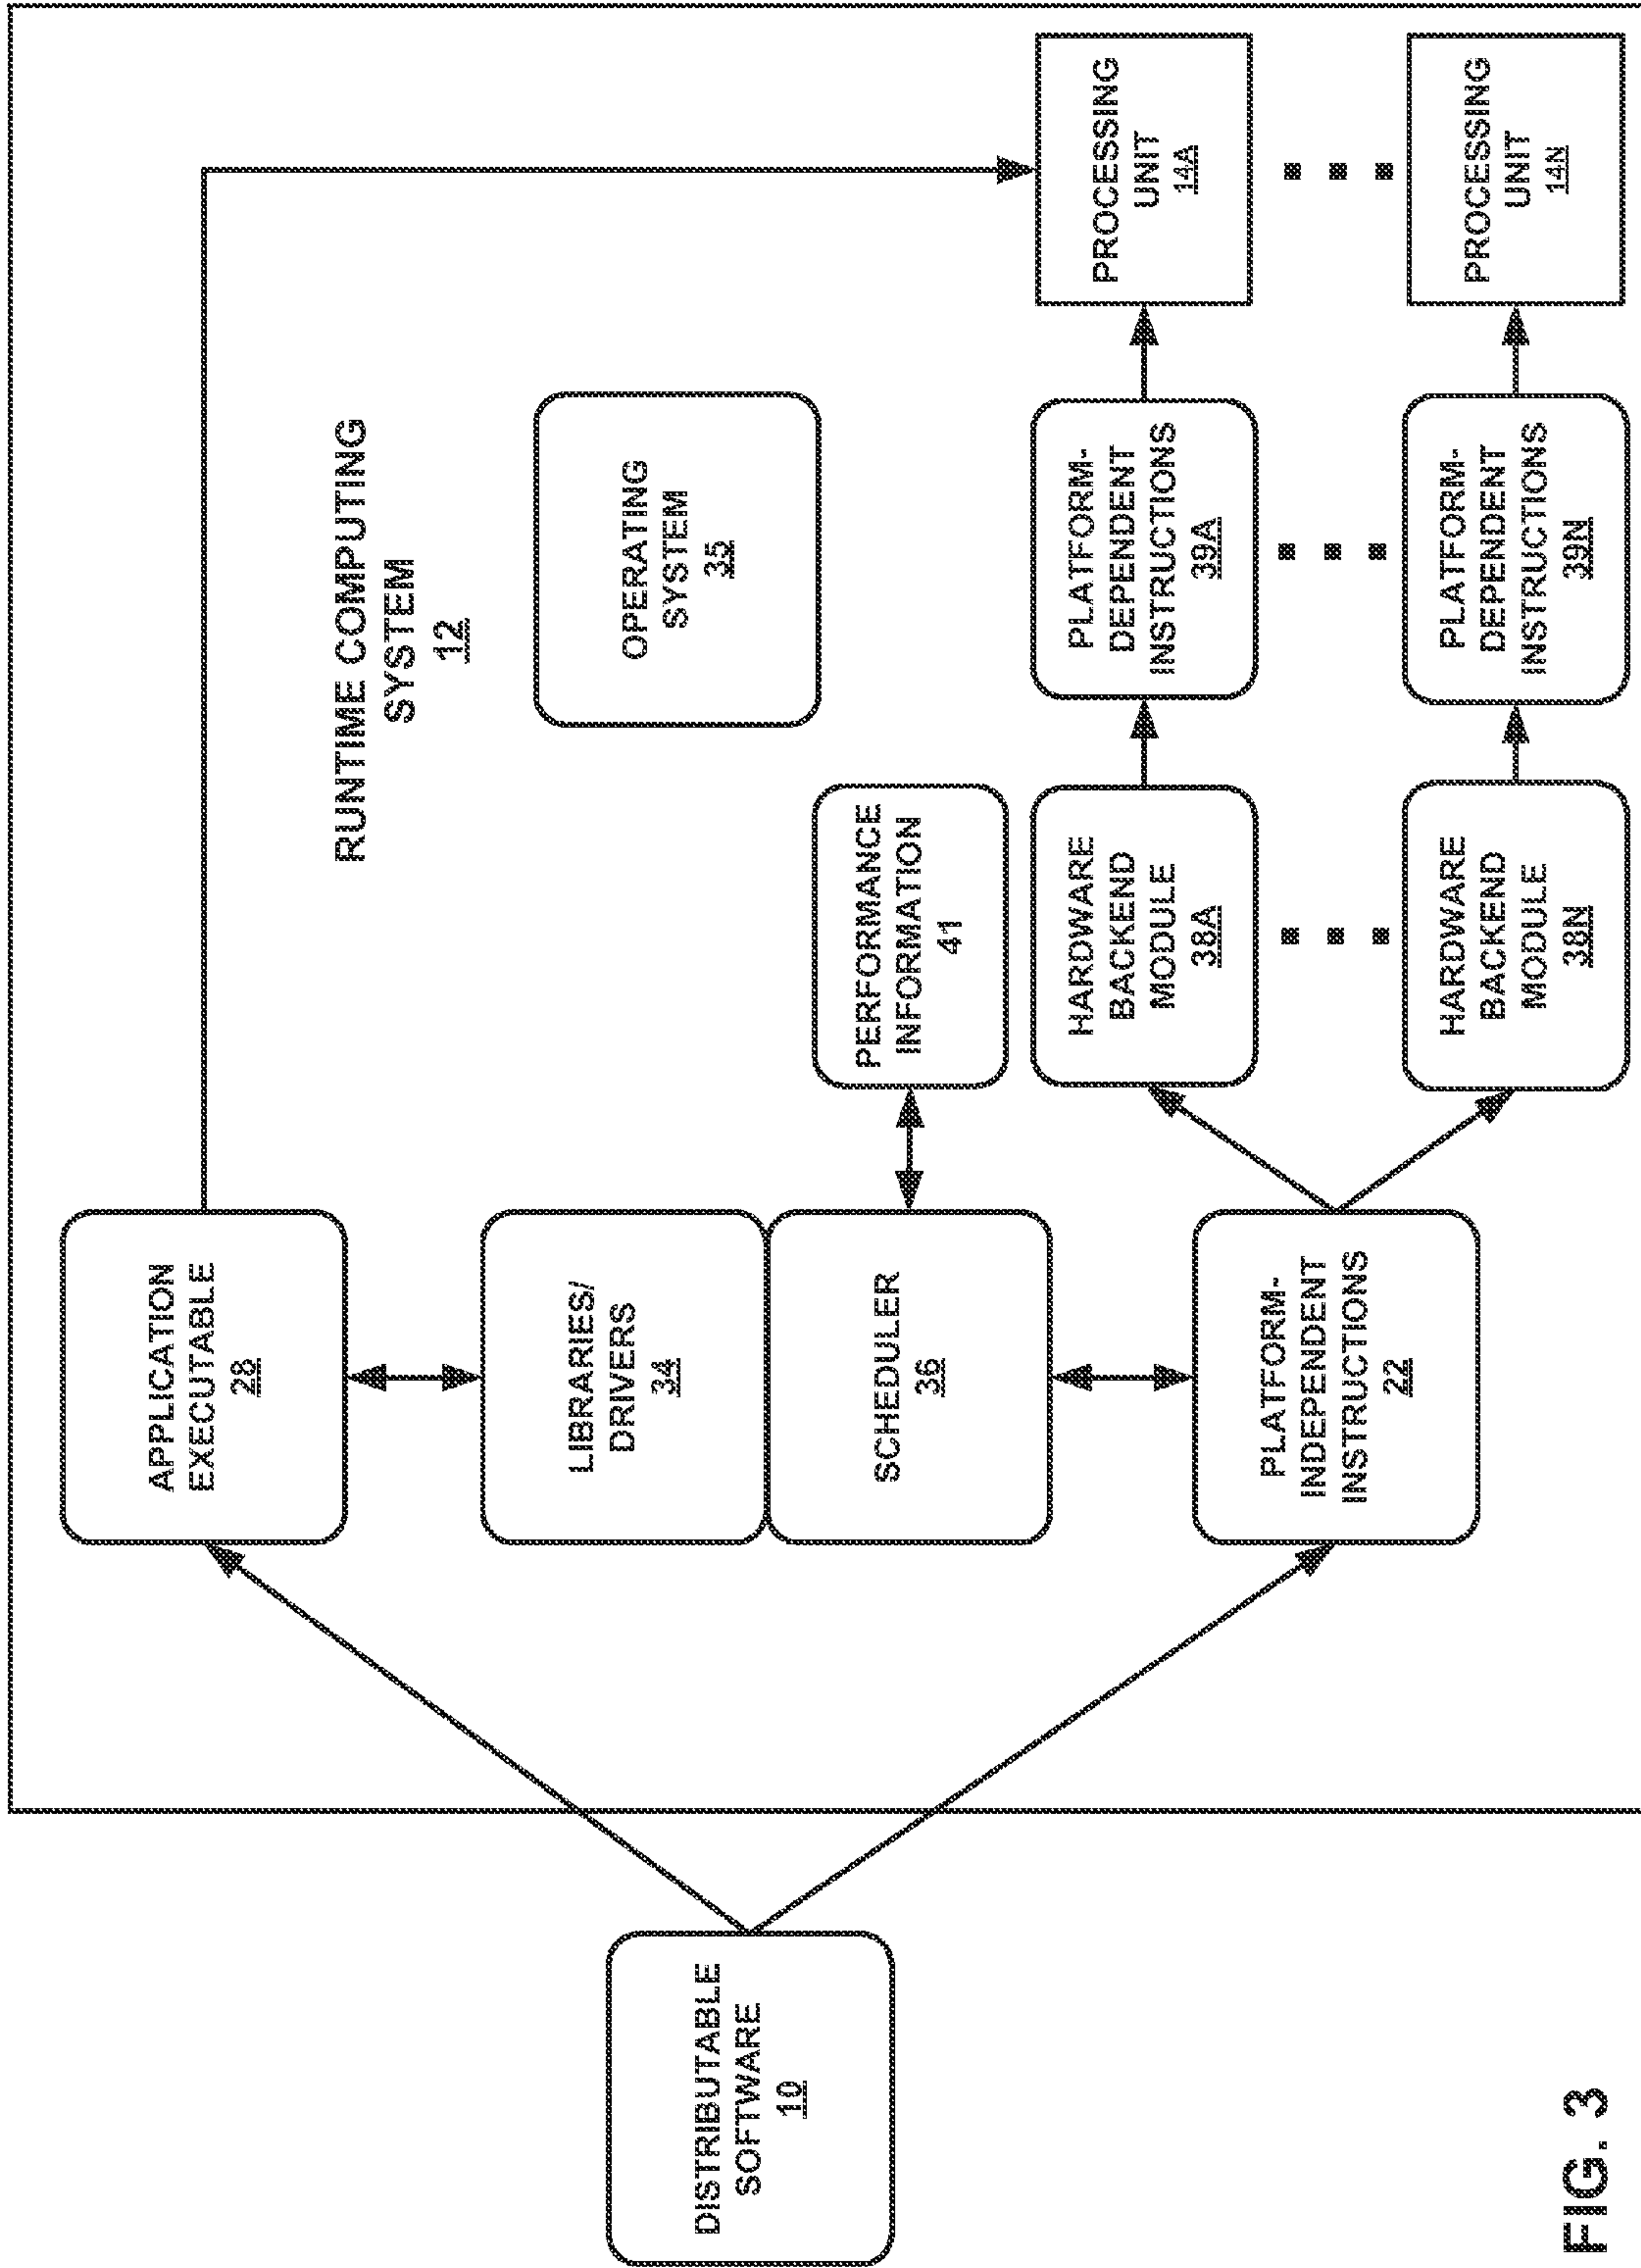 RUNTIME COMPUTING
SYSTEM
12
DISTRIBUTABLE
SOFTWARE
10
APPLICATION
EXECUTABLE
28
LIBRARIES/
DRIVERS
34
SCHEDULER
36
PLATFORM-
INDEPENDENT
INSTRUCTIONS
22
OPERATING
SYSTEM
35
PERFORMANCE
INFORMATION
41
HARDWARE
BACKEND
MODULE
38A
PLATFORM-
DEPENDENT
INSTRUCTIONS
39A
PROCESSING
UNIT
14A
HARDWARE
BACKEND
MODULE
38N
PLATFORM-
DEPENDENT
INSTRUCTIONS
39N
PROCESSING
UNIT
14N
FIG. 3